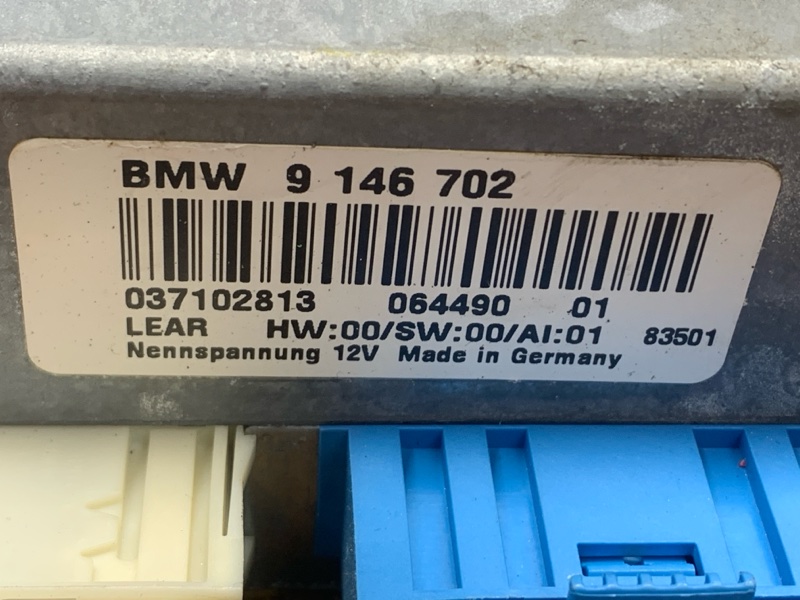 BMW 9 146 702
037102813 064490 01
LEAR HW:00/SW:00/AI:01 83501
Nennspannung 12V Made in Germany